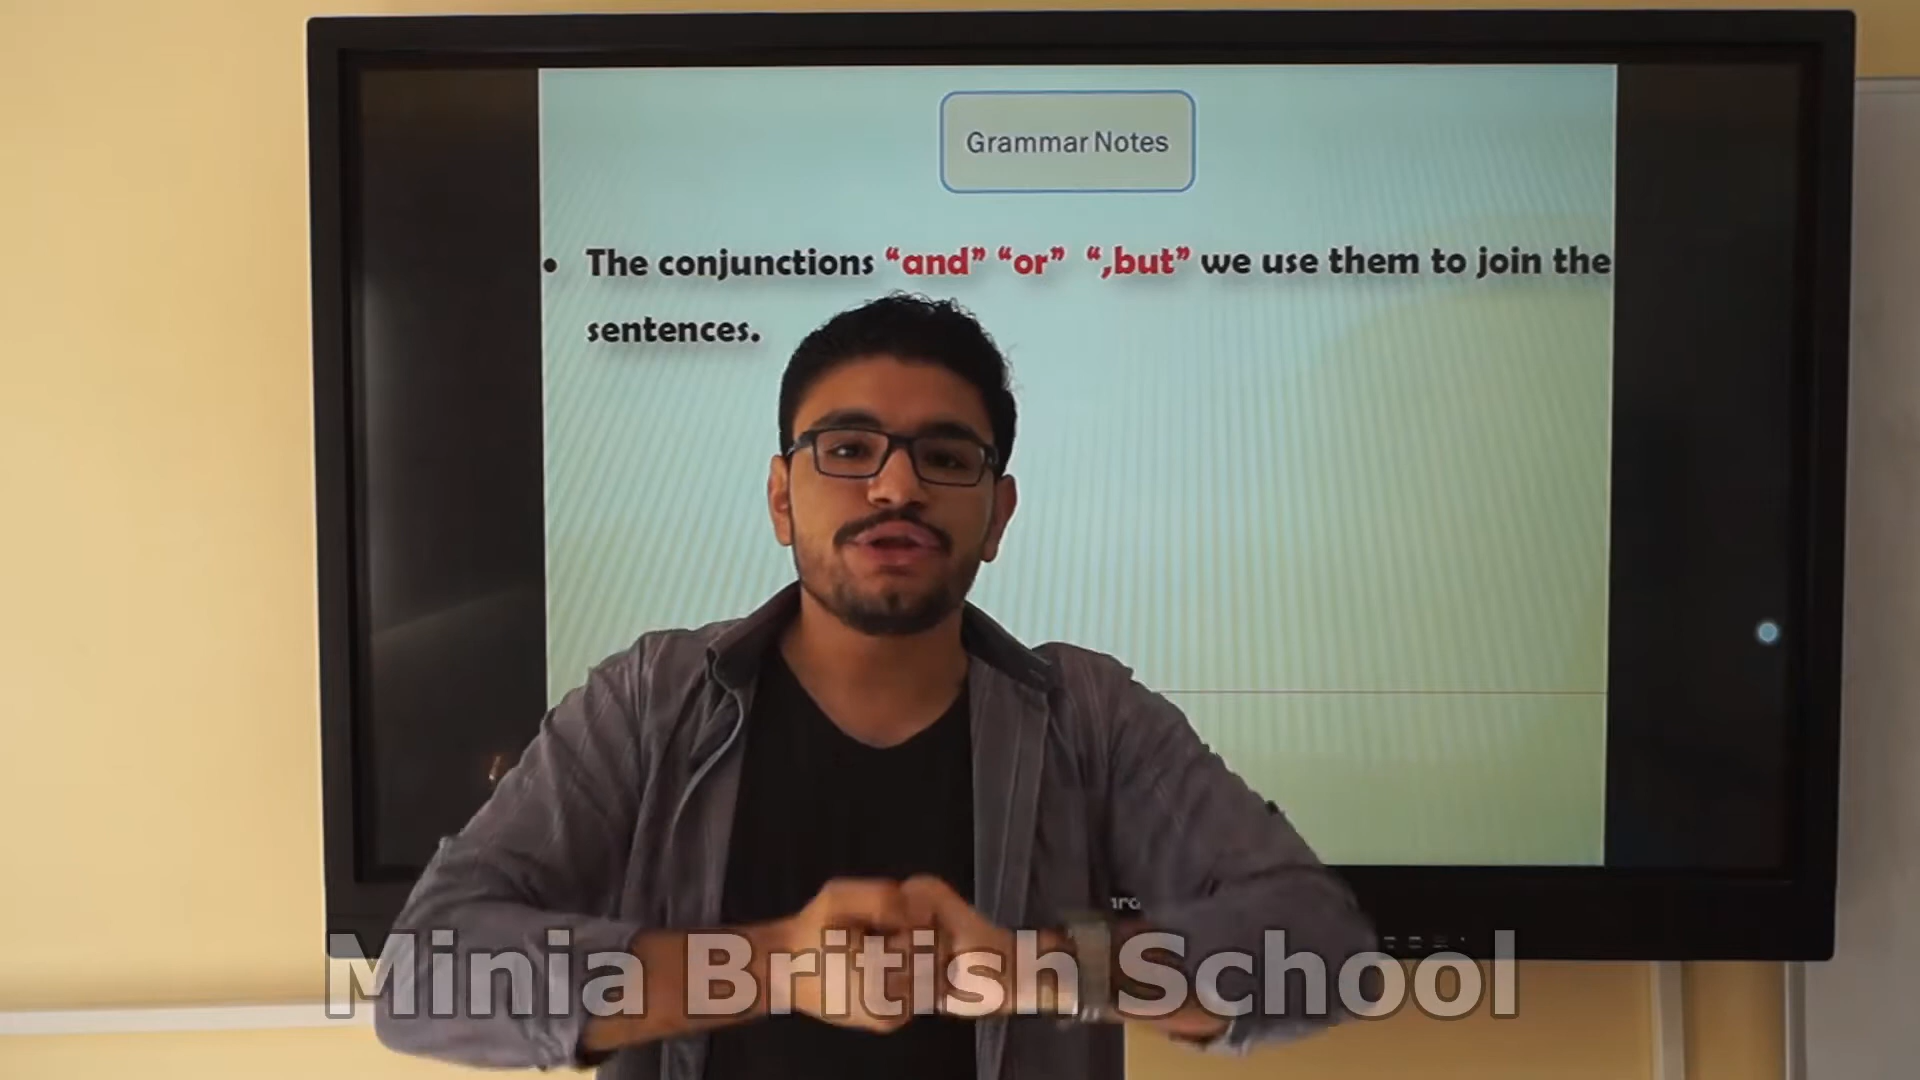 Grammar Notes
• The conjunctions “and” “or” “,but” we use them to join the
sentences.
Minia British School